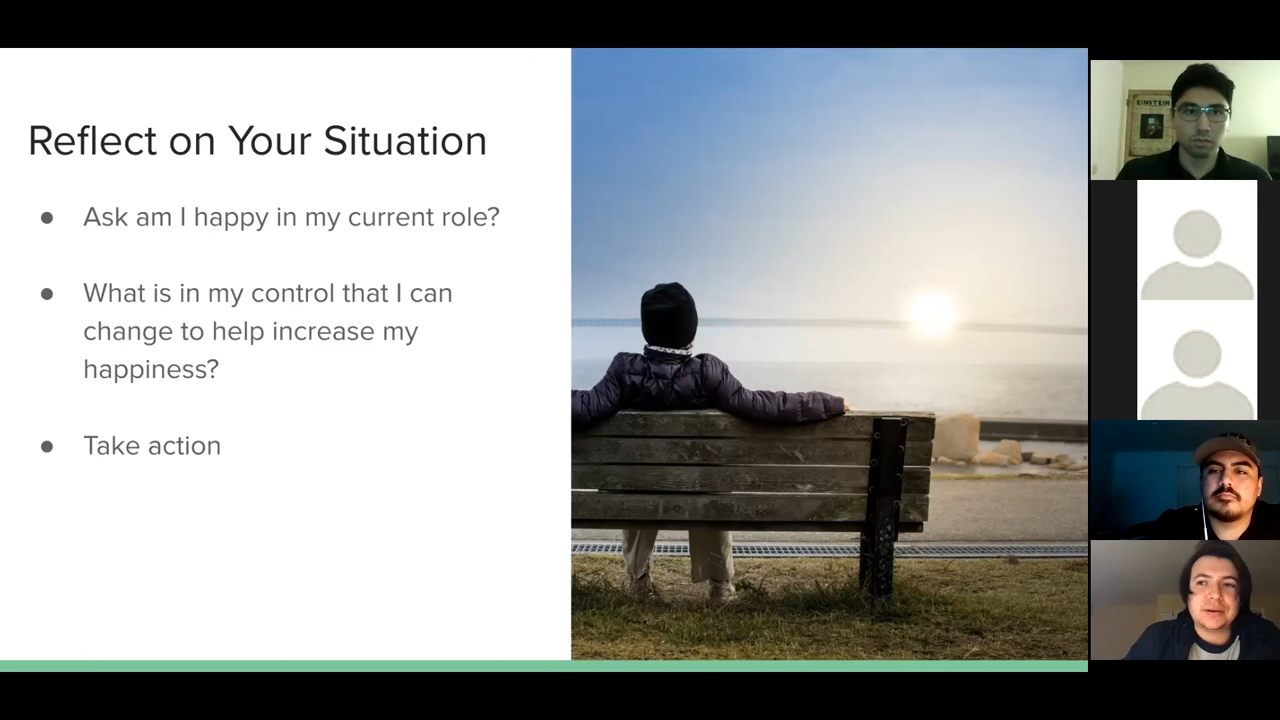 Reflect on Your Situation
● Ask am I happy in my current role?
● What is in my control that I can
change to help increase my
happiness?
● Take action
EINSTEIN